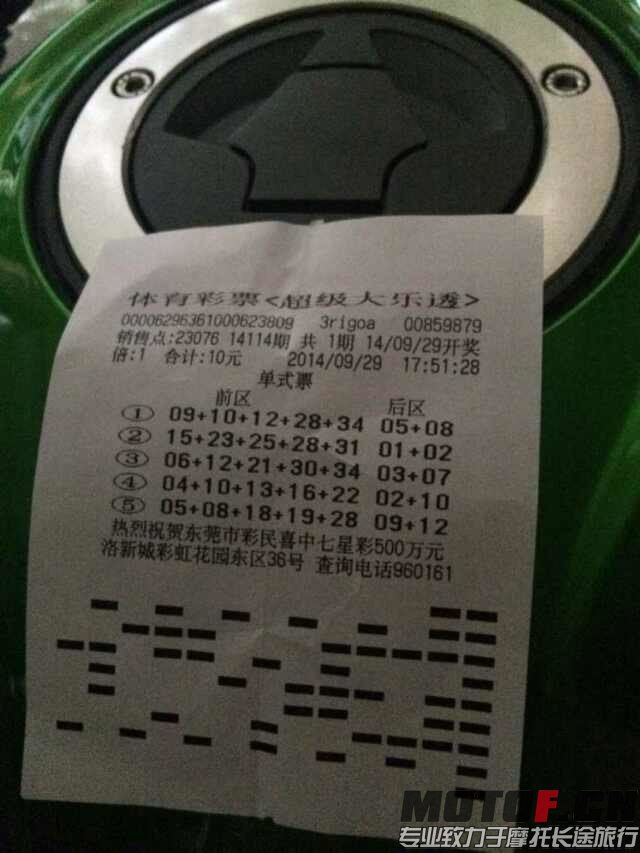 体育彩票<超级大乐透>
00006296361000623809 3rigoa 00859879
销售点:23076 14114期 共 1期 14/09/29开奖
倍:1 合计:10元 2014/09/29 17:51:28
单式票
前区 后区
① 09+10+12+28+34 05+08
② 15+23+25+28+31 01+02
③ 06+12+21+30+34 03+07
④ 04+10+13+16+22 02+10
⑤ 05+08+18+19+28 09+12
热烈祝贺东莞市彩民喜中七星彩500万元
洛新城彩虹花园东区36号 查询电话960161
MOTOF.CN
专业致力于摩托长途旅行